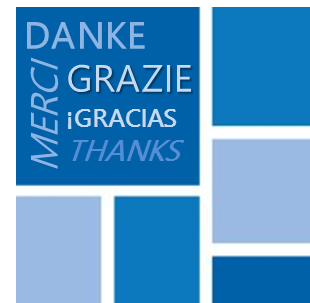 DANKE
MERCI
GRAZIE
¡GRACIAS
THANKS